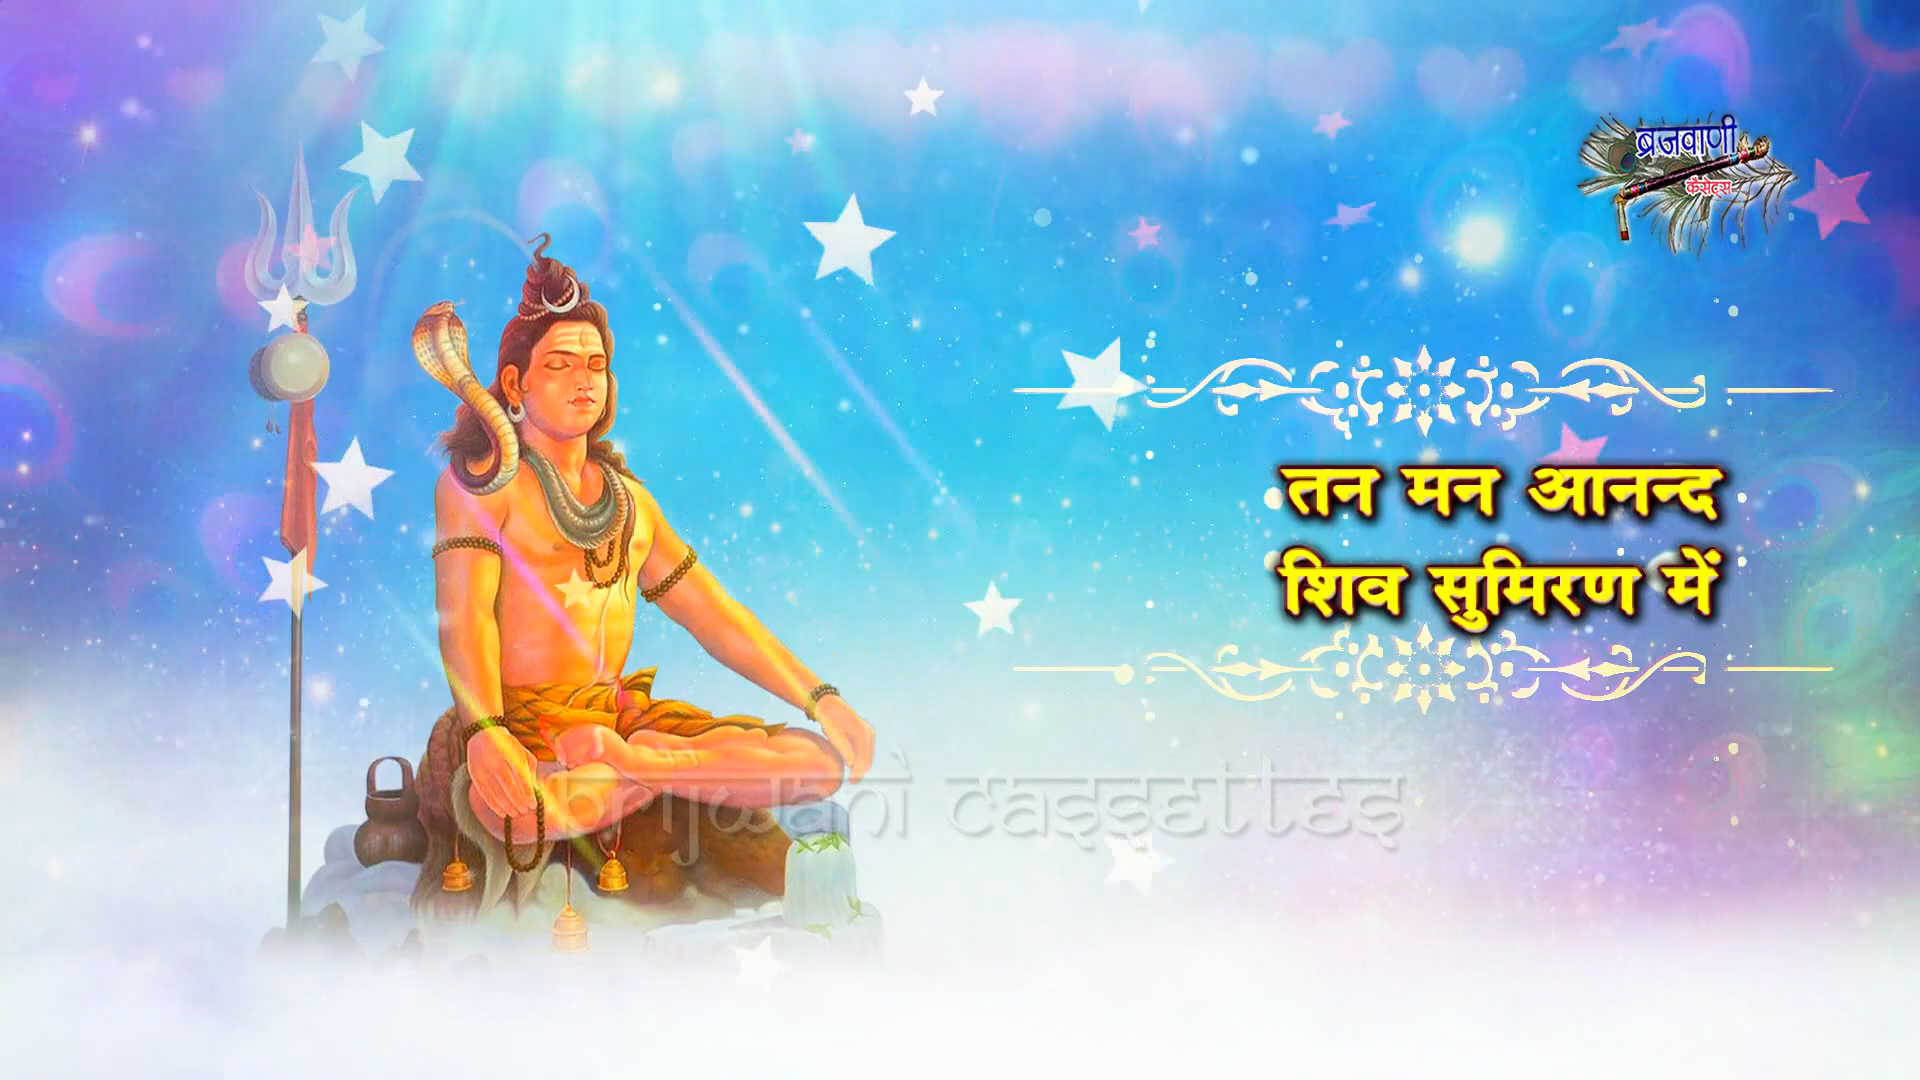 ब्रजवाणी
कैसेट्स
तन मन आनन्द
शिव सुमिरण में
BRIJWANI CASSETTES